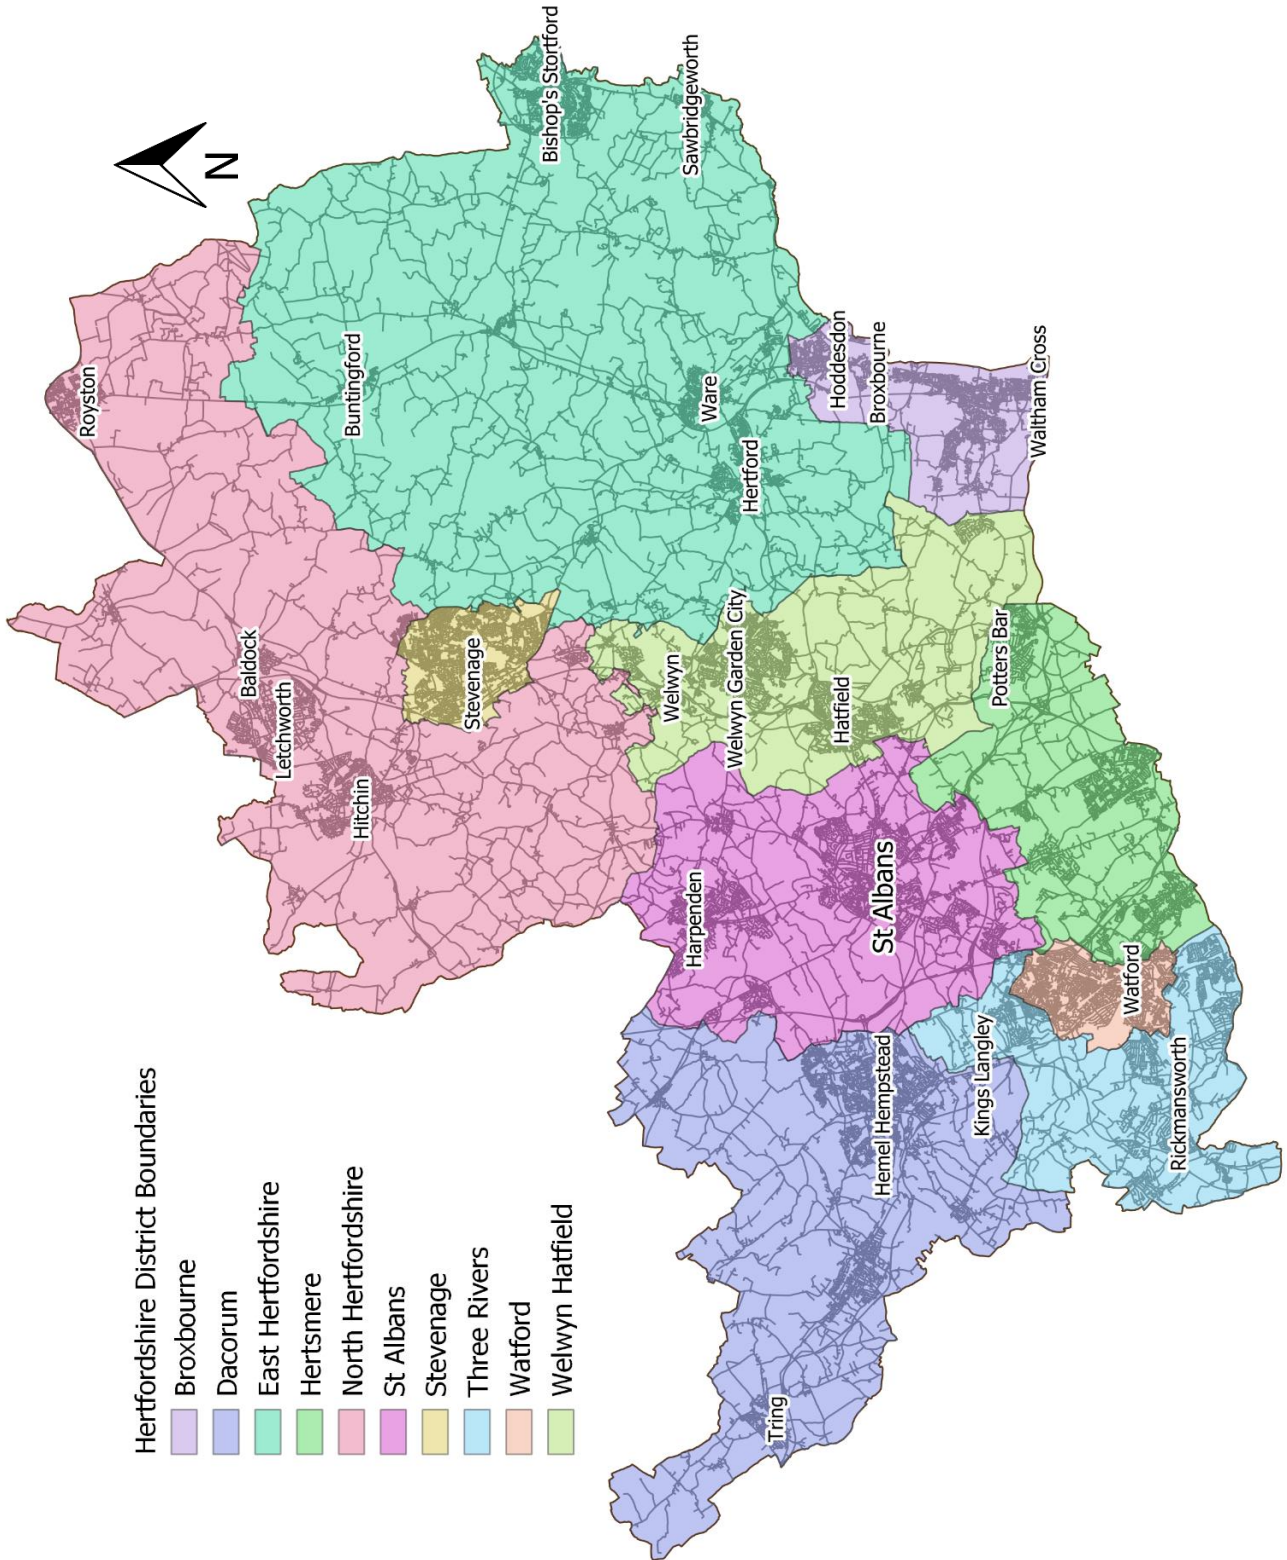 Hertfordshire District Boundaries
Broxbourne
Dacorum
East Hertfordshire
Hertsmere
North Hertfordshire
St Albans
Stevenage
Three Rivers
Watford
Welwyn Hatfield
N
Royston
Baldock
Letchworth
Hitchin
Buntingford
Stevenage
Bishop's Stortford
Sawbridgeworth
Ware
Hertford
Welwyn
Welwyn Garden City
Harpenden
Hatfield
Hoddesdon
Broxbourne
Tring
Hemel Hempstead
St Albans
Kings Langley
Potters Bar
Waltham Cross
Watford
Rickmansworth